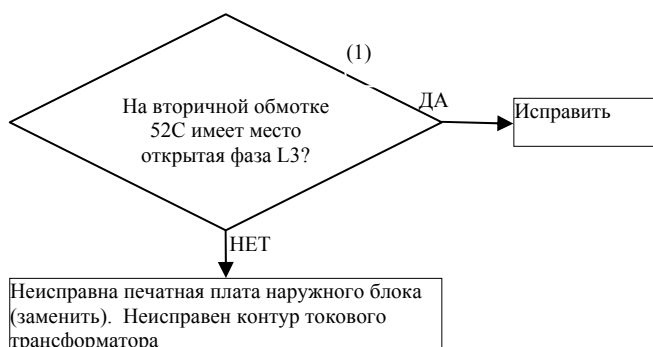 (1)
На вторичной обмотке
52C имеет место
открытая фаза L3?
ДА
Исправить
НЕТ
Неисправна печатная плата наружного блока
(заменить). Неисправен контур токового
трансформатора